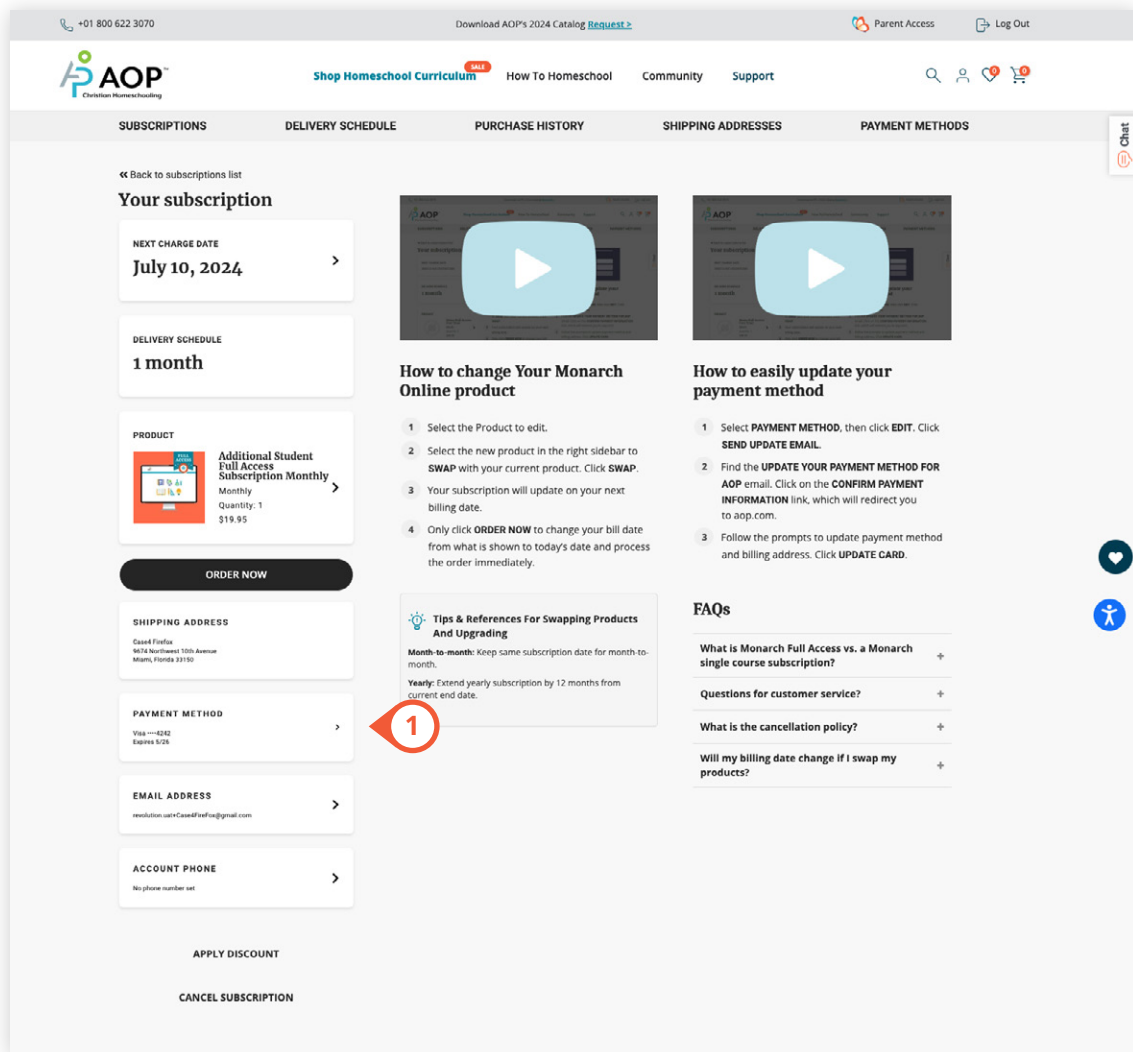 +01 800 622 3070
Download AOP's 2024 Catalog Request >
Parent Access
Log Out
AOP™
Christian Homeschooling
Shop Homeschool Curriculum
SALE
How To Homeschool
Community
Support
0
0
SUBSCRIPTIONS
DELIVERY SCHEDULE
PURCHASE HISTORY
SHIPPING ADDRESSES
PAYMENT METHODS
Chat
« Back to subscriptions list
Your subscription
NEXT CHARGE DATE
July 10, 2024
DELIVERY SCHEDULE
1 month
PRODUCT
FULL ACCESS
Additional Student
Full Access
Subscription Monthly
Monthly
Quantity: 1
$19.95
ORDER NOW
SHIPPING ADDRESS
Case4 Firefox
9674 Northwest 10th Avenue
Miami, Florida 33150
PAYMENT METHOD
Visa ····4242
Expires 5/26
1
EMAIL ADDRESS
revolution.uat+Case4FireFox@gmail.com
ACCOUNT PHONE
No phone number set
APPLY DISCOUNT
CANCEL SUBSCRIPTION
AOP
How to change Your Monarch
Online product
1 Select the Product to edit.
2 Select the new product in the right sidebar to
SWAP with your current product. Click SWAP.
3 Your subscription will update on your next
billing date.
4 Only click ORDER NOW to change your bill date
from what is shown to today's date and process
the order immediately.
Tips & References For Swapping Products
And Upgrading
Month-to-month: Keep same subscription date for month-to-
month.
Yearly: Extend yearly subscription by 12 months from
current end date.
AOP
How to easily update your
payment method
1 Select PAYMENT METHOD, then click EDIT. Click
SEND UPDATE EMAIL.
2 Find the UPDATE YOUR PAYMENT METHOD FOR
AOP email. Click on the CONFIRM PAYMENT
INFORMATION link, which will redirect you
to aop.com.
3 Follow the prompts to update payment method
and billing address. Click UPDATE CARD.
FAQs
What is Monarch Full Access vs. a Monarch
single course subscription?
+
Questions for customer service?
+
What is the cancellation policy?
+
Will my billing date change if I swap my
products?
+